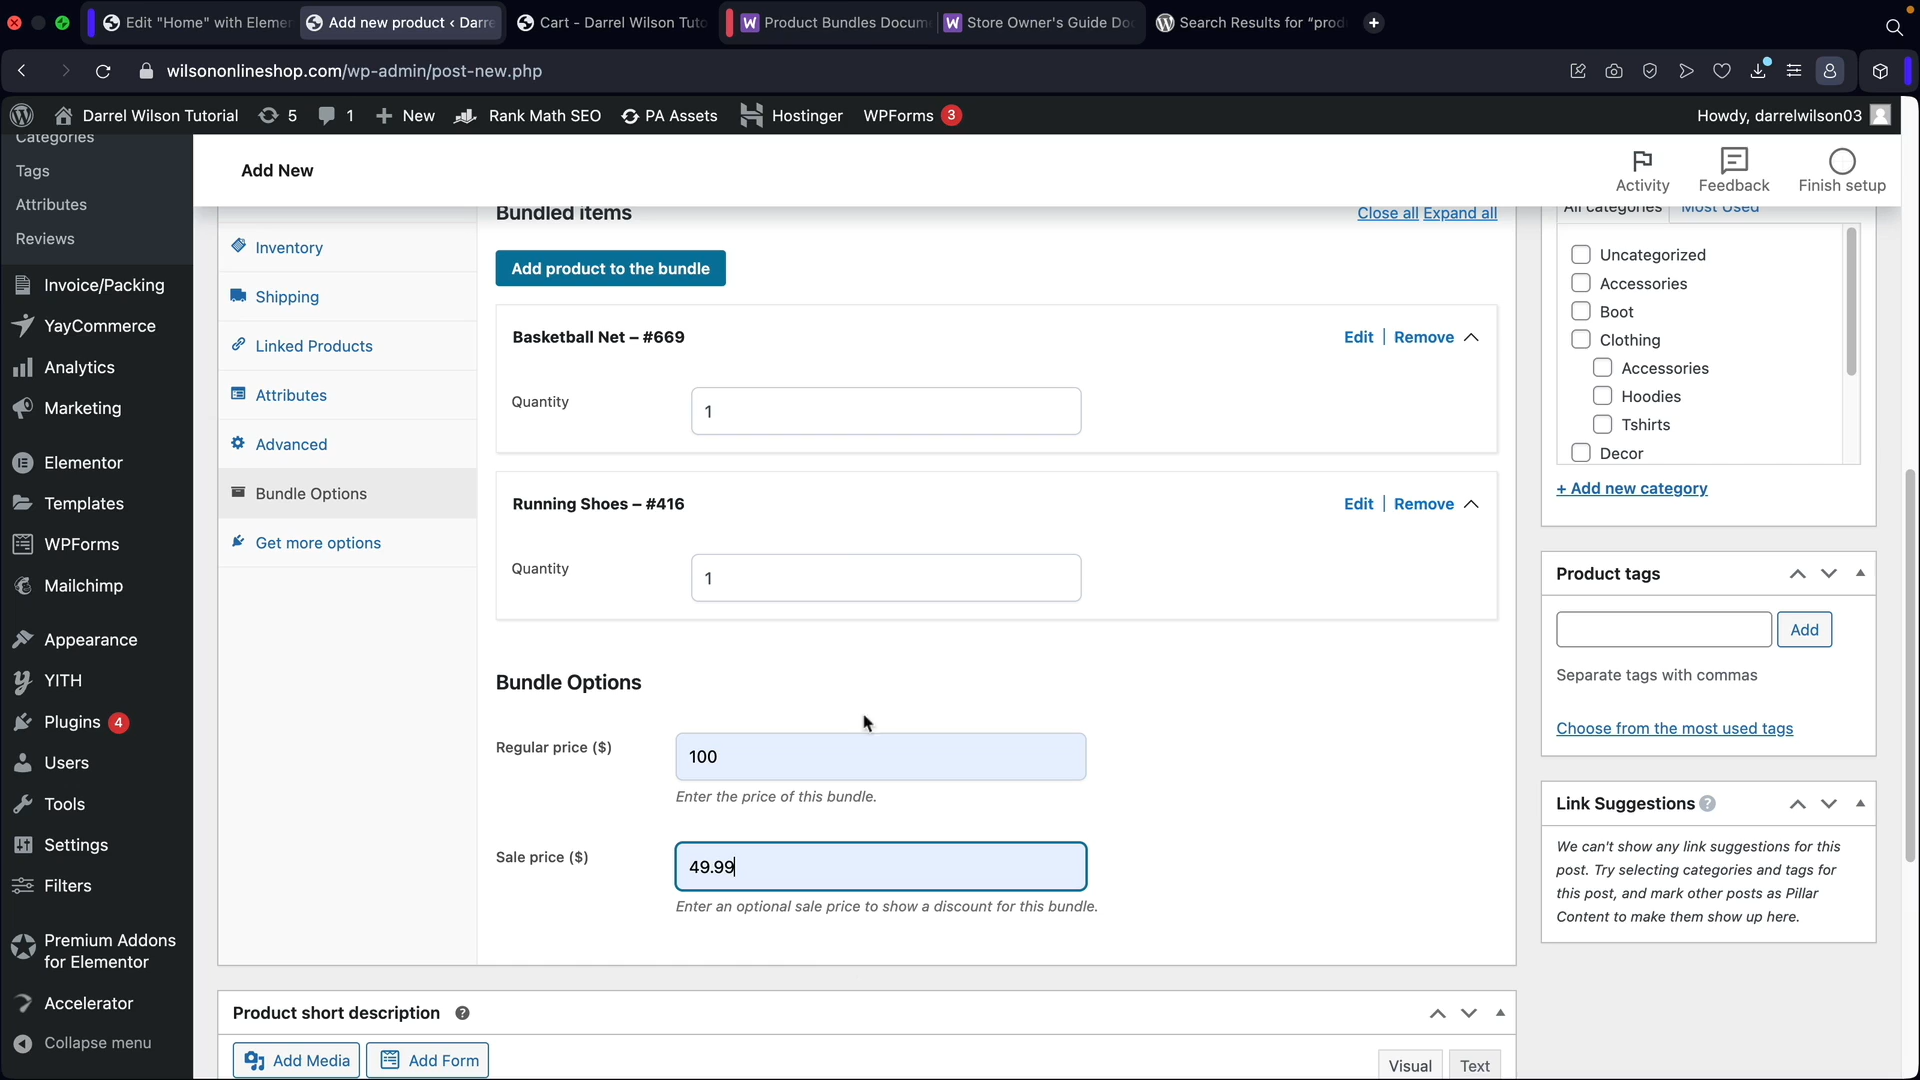 Edit "Home" with Elemen
Add new product ‹ Darre
Cart - Darrel Wilson Tuto
Product Bundles Docum
Store Owner's Guide Do
Search Results for “prod
wilsononlineshop.com/wp-admin/post-new.php
Darrel Wilson Tutorial
5
1
New
Rank Math SEO
PA Assets
Hostinger
WPForms
3
Howdy, darrelwilson03
Categories
Tags
Attributes
Reviews
Invoice/Packing
YayCommerce
Analytics
Marketing
Elementor
Templates
WPForms
Mailchimp
Appearance
YITH
Plugins 4
Users
Tools
Settings
Filters
Premium Addons
for Elementor
Accelerator
Collapse menu
Add New
Activity
Feedback
Finish setup
Inventory
Shipping
Linked Products
Attributes
Advanced
Bundle Options
Get more options
Bundled items
Close all Expand all
Add product to the bundle
Basketball Net – #669
Edit | Remove
Quantity
1
Running Shoes – #416
Edit | Remove
Quantity
1
Bundle Options
Regular price ($)
100
Enter the price of this bundle.
Sale price ($)
49.99
Enter an optional sale price to show a discount for this bundle.
Product short description
Add Media
Add Form
Visual
Text
All categories
Most Used
Uncategorized
Accessories
Boot
Clothing
Accessories
Hoodies
Tshirts
Decor
+ Add new category
Product tags
Add
Separate tags with commas
Choose from the most used tags
Link Suggestions
We can't show any link suggestions for this
post. Try selecting categories and tags for
this post, and mark other posts as Pillar
Content to make them show up here.